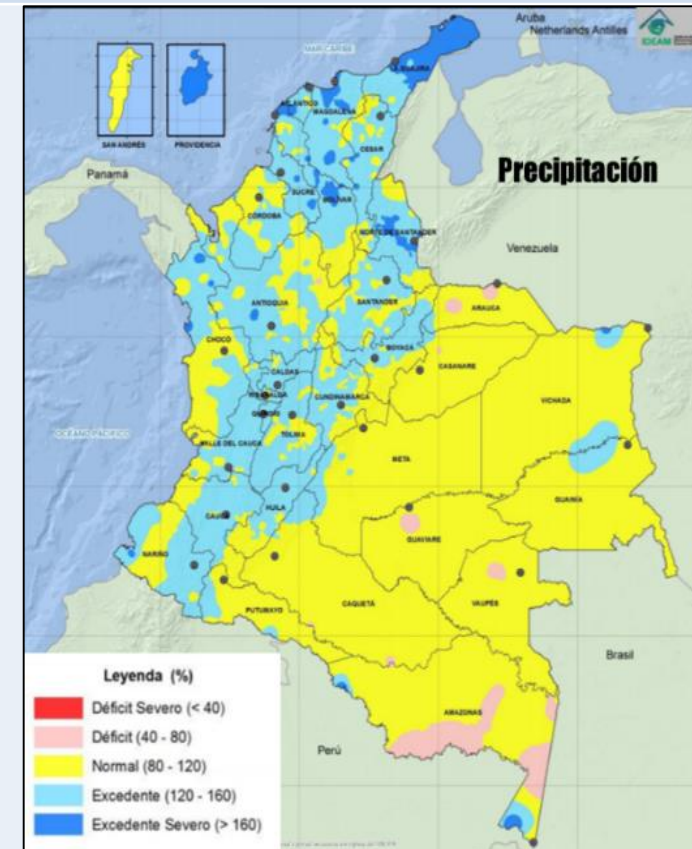 Aruba
Netherlands Antilles
IDEAM
MAR CARIBE
LA GUAJIRA
ATLÁNTICO
MAGDALENA
SAN ANDRÉS
PROVIDENCIA
CESAR
Precipitación
Panamá
SUCRE
BOLIVAR
CÓRDOBA
NORTE DE SANTANDER
Venezuela
ANTIOQUIA
SANTANDER
ARAUCA
CHOCÓ
BOYACÁ
CASANARE
CALDAS
RISARALDA
CUNDINAMARCA
VICHADA
QUINDÍO
OCÉANO PACÍFICO
VALLE DEL CAUCA
TOLIMA
META
GUAINÍA
HUILA
CAUCA
GUAVIARE
NARIÑO
VAUPÉS
PUTUMAYO
CAQUETÁ
Brasil
Leyenda (%)
Déficit Severo (< 40)
Déficit (40 - 80)
Normal (80 - 120)
Excedente (120 - 160)
Excedente Severo (> 160)
AMAZONAS
Perú